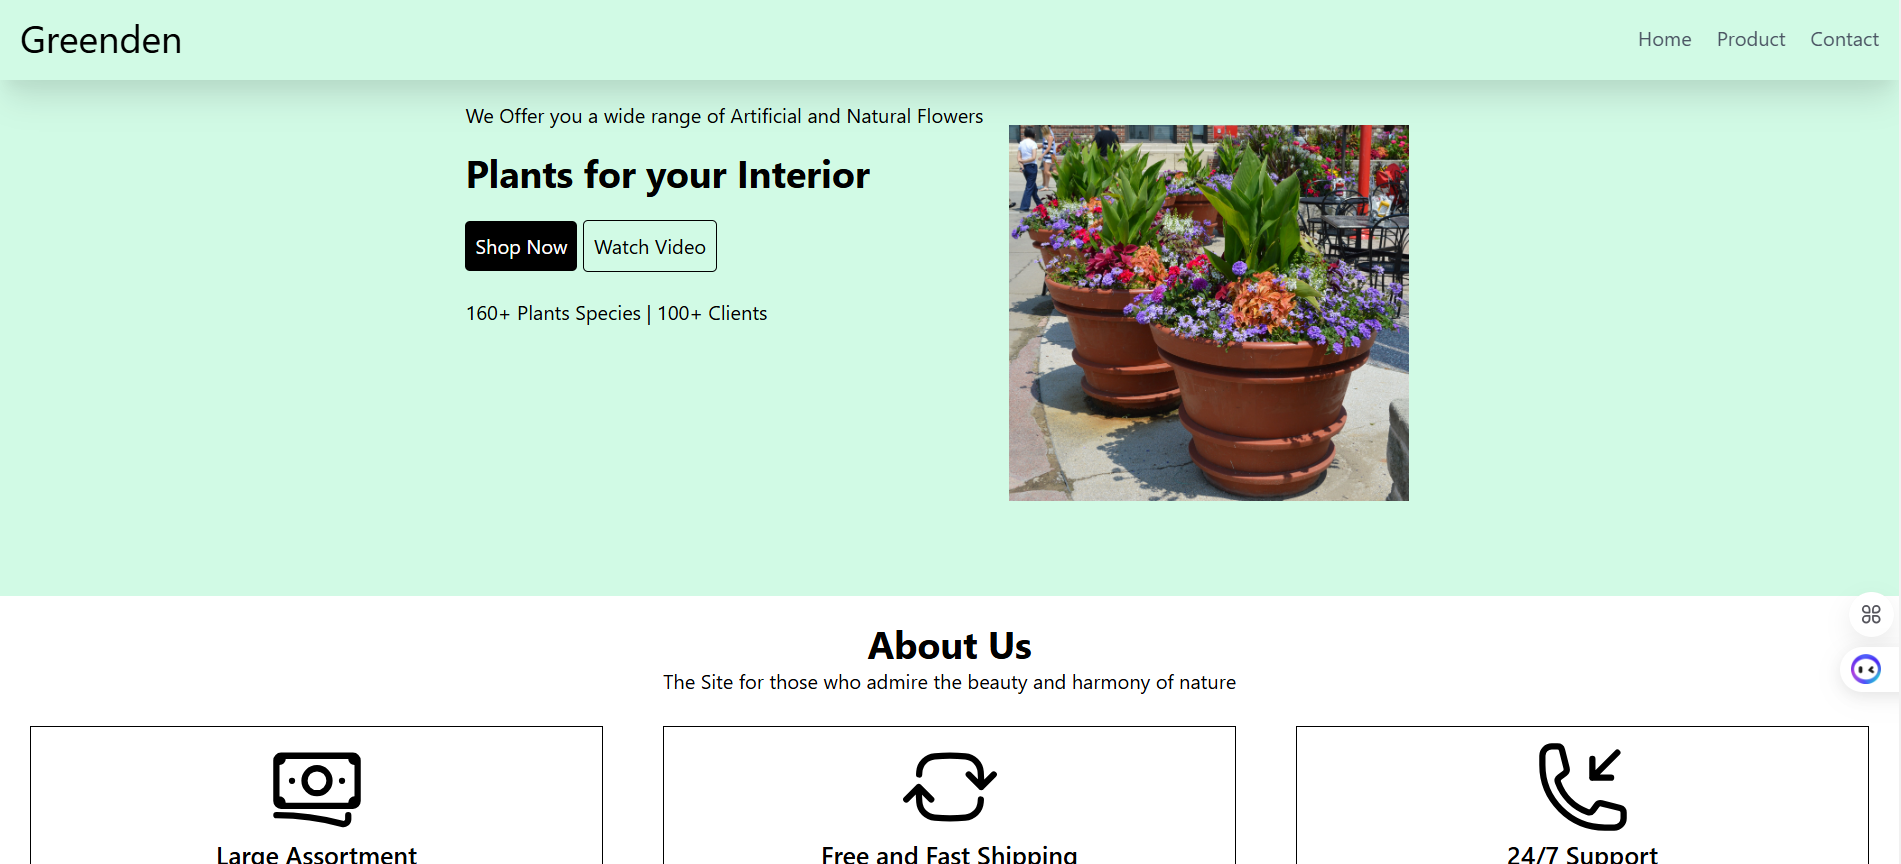 Greenden
Home Product Contact
We Offer you a wide range of Artificial and Natural Flowers
Plants for your Interior
Shop Now Watch Video
160+ Plants Species | 100+ Clients
About Us
The Site for those who admire the beauty and harmony of nature
Large Assortment
Free and Fast Shipping
24/7 Support